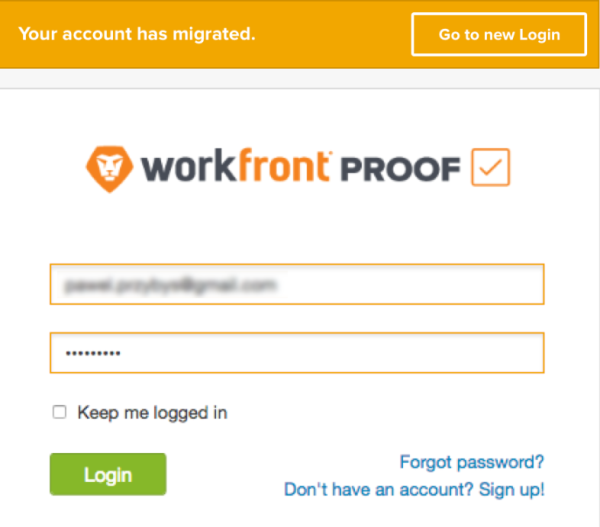 Your account has migrated.
Go to new Login
workfront PROOF
•••••••••
Keep me logged in
Login
Forgot password?
Don't have an account? Sign up!